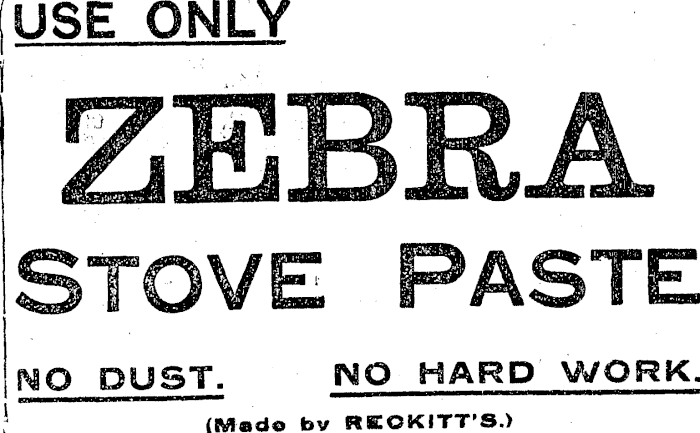 USE ONLY
ZEBRA
STOVE PASTE
NO DUST. NO HARD WORK.
(Made by RECKITT'S.)